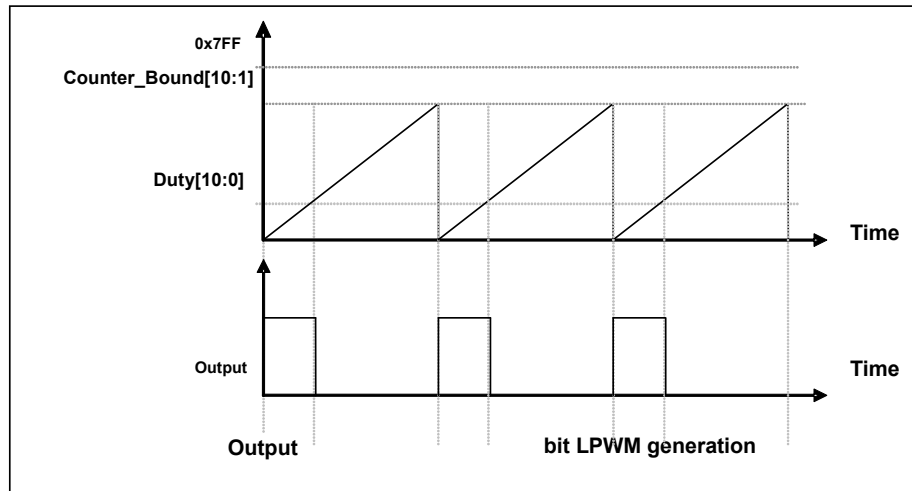 0x7FF
Counter_Bound[10:1]
Duty[10:0]
Time
Output
Time
Output
bit LPWM generation